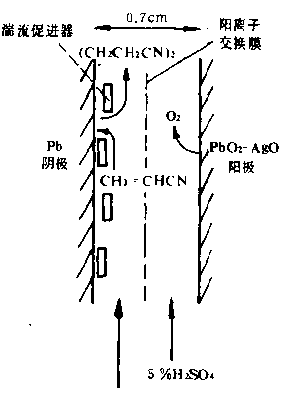 0.7cm
湍流促进器
阳离子
交换膜
(CH₂CH₂CN)₂
O₂
Pb
阴极
PbO₂-AgO
阳极
CH₂=CHCN
5%H₂SO₄